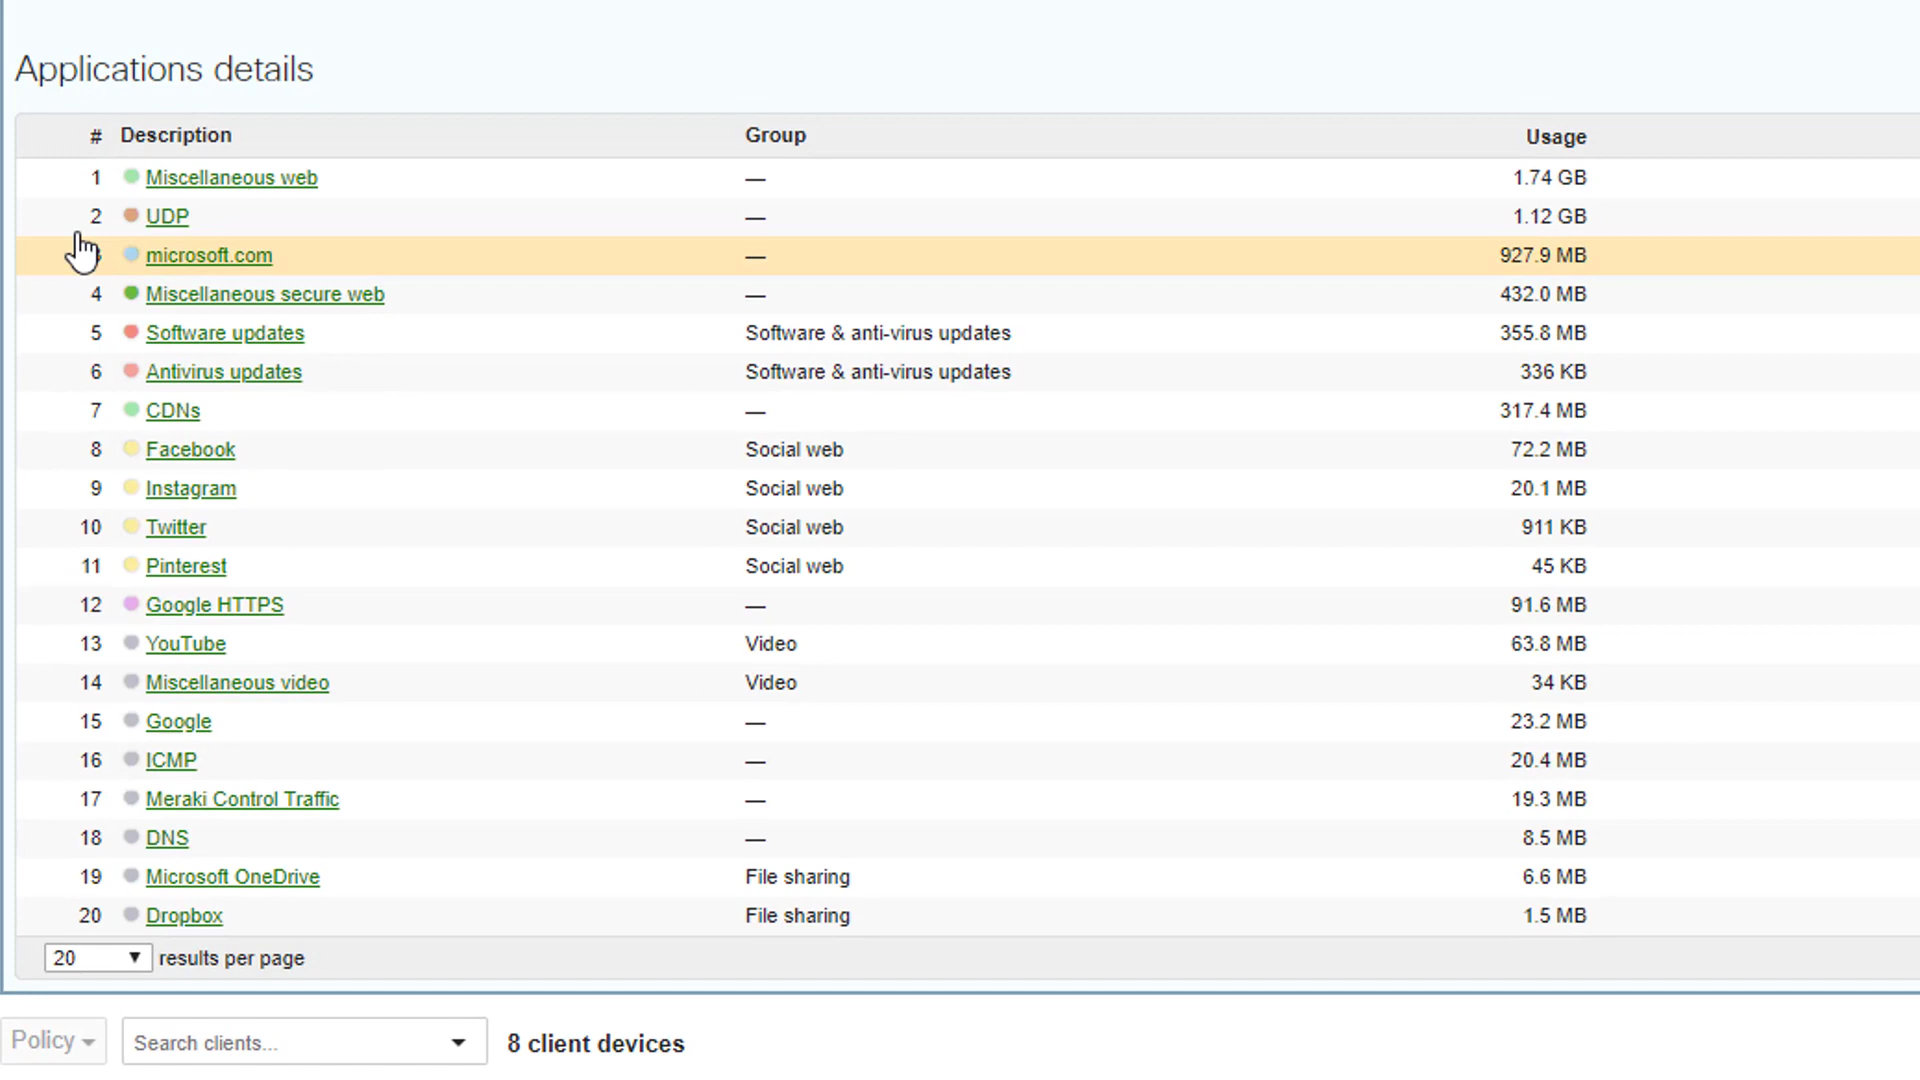 Applications details
# Description Group Usage
1 Miscellaneous web — 1.74 GB
2 UDP — 1.12 GB
microsoft.com — 927.9 MB
4 Miscellaneous secure web — 432.0 MB
5 Software updates Software & anti-virus updates 355.8 MB
6 Antivirus updates Software & anti-virus updates 336 KB
7 CDNs — 317.4 MB
8 Facebook Social web 72.2 MB
9 Instagram Social web 20.1 MB
10 Twitter Social web 911 KB
11 Pinterest Social web 45 KB
12 Google HTTPS — 91.6 MB
13 YouTube Video 63.8 MB
14 Miscellaneous video Video 34 KB
15 Google — 23.2 MB
16 ICMP — 20.4 MB
17 Meraki Control Traffic — 19.3 MB
18 DNS — 8.5 MB
19 Microsoft OneDrive File sharing 6.6 MB
20 Dropbox File sharing 1.5 MB
20 results per page
Policy Search clients... 8 client devices